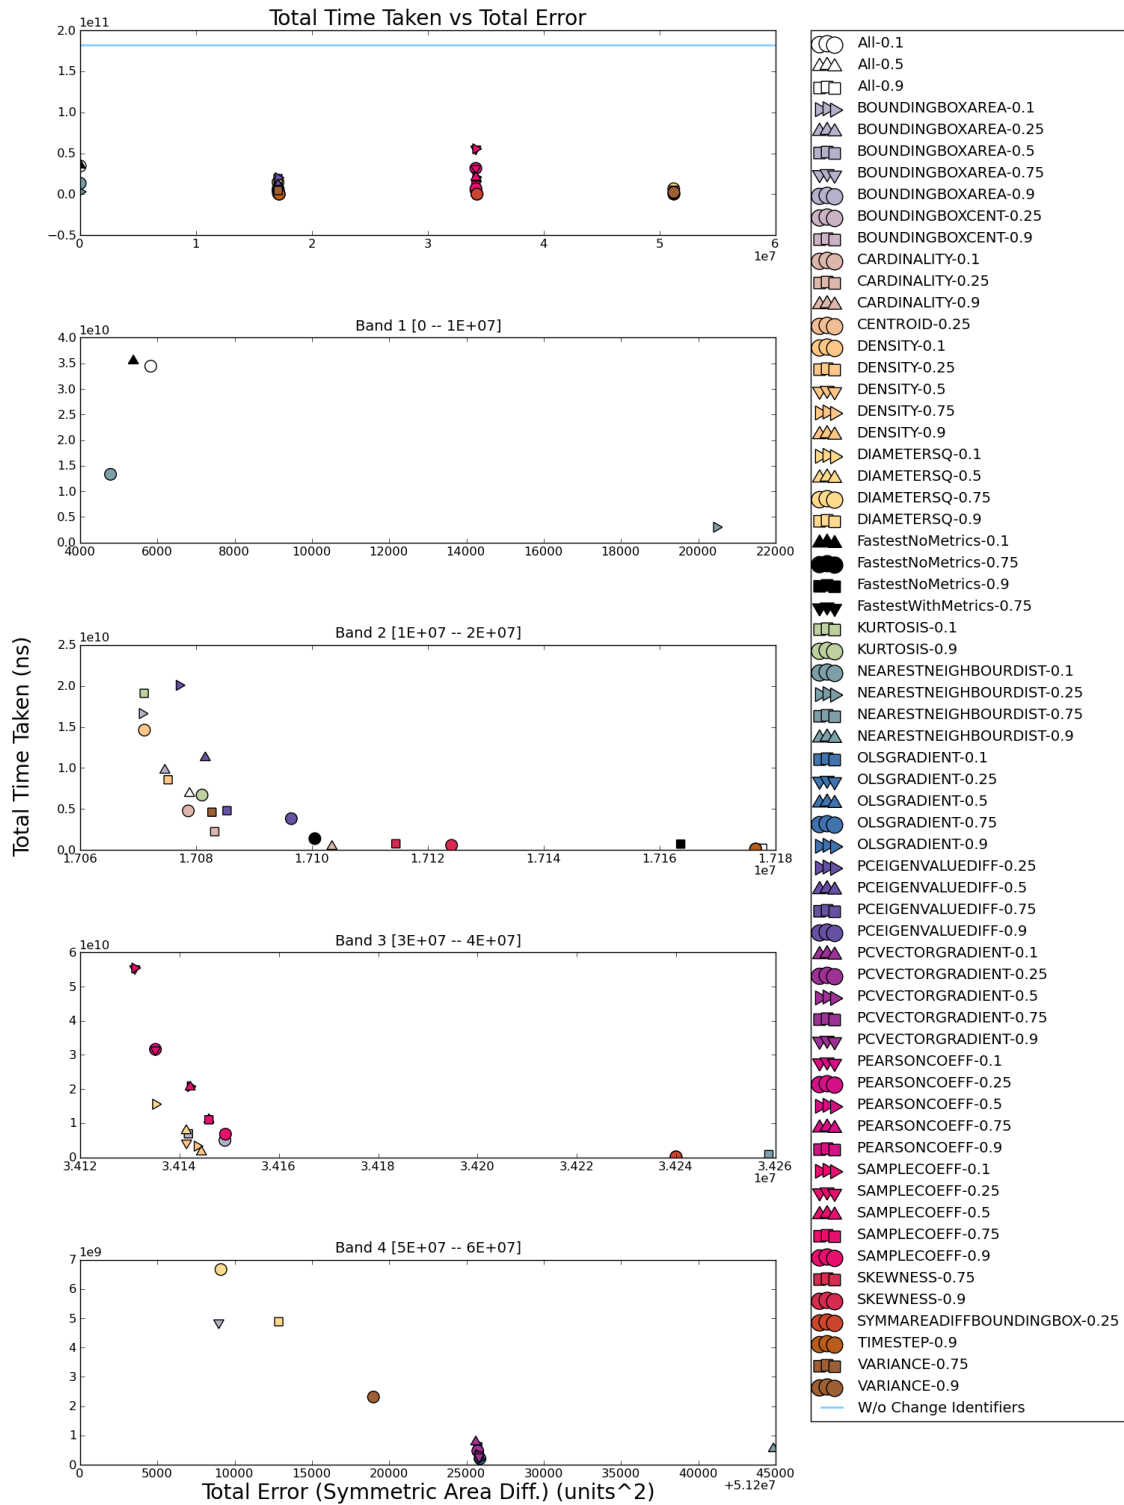 Total Time Taken vs Total Error
1e11
2.0
1.5
1.0
0.5
0.0
−0.5
0 1 2 3 4 5 6
1e7
Band 1 [0 -- 1E+07]
1e10
4.0
3.5
3.0
2.5
2.0
1.5
1.0
0.5
0.0
4000 6000 8000 10000 12000 14000 16000 18000 20000 22000
Band 2 [1E+07 -- 2E+07]
1e10
2.5
2.0
1.5
1.0
0.5
0.0
1.706 1.708 1.710 1.712 1.714 1.716 1.718
1e7
Band 3 [3E+07 -- 4E+07]
1e10
6
5
4
3
2
1
0
3.412 3.414 3.416 3.418 3.420 3.422 3.424 3.426
1e7
Band 4 [5E+07 -- 6E+07]
1e9
7
6
5
4
3
2
1
0
0 5000 10000 15000 20000 25000 30000 35000 40000 45000
+5.12e7
Total Error (Symmetric Area Diff.) (units^2)
Total Time Taken (ns)
All-0.1
All-0.5
All-0.9
BOUNDINGBOXAREA-0.1
BOUNDINGBOXAREA-0.25
BOUNDINGBOXAREA-0.5
BOUNDINGBOXAREA-0.75
BOUNDINGBOXAREA-0.9
BOUNDINGBOXCENT-0.25
BOUNDINGBOXCENT-0.9
CARDINALITY-0.1
CARDINALITY-0.25
CARDINALITY-0.9
CENTROID-0.25
DENSITY-0.1
DENSITY-0.25
DENSITY-0.5
DENSITY-0.75
DENSITY-0.9
DIAMETERSQ-0.1
DIAMETERSQ-0.5
DIAMETERSQ-0.75
DIAMETERSQ-0.9
FastestNoMetrics-0.1
FastestNoMetrics-0.75
FastestNoMetrics-0.9
FastestWithMetrics-0.75
KURTOSIS-0.1
KURTOSIS-0.9
NEARESTNEIGHBOURDIST-0.1
NEARESTNEIGHBOURDIST-0.25
NEARESTNEIGHBOURDIST-0.75
NEARESTNEIGHBOURDIST-0.9
OLSGRADIENT-0.1
OLSGRADIENT-0.25
OLSGRADIENT-0.5
OLSGRADIENT-0.75
OLSGRADIENT-0.9
PCEIGENVALUEDIFF-0.25
PCEIGENVALUEDIFF-0.5
PCEIGENVALUEDIFF-0.75
PCEIGENVALUEDIFF-0.9
PCVECTORGRADIENT-0.1
PCVECTORGRADIENT-0.25
PCVECTORGRADIENT-0.5
PCVECTORGRADIENT-0.75
PCVECTORGRADIENT-0.9
PEARSONCOEFF-0.1
PEARSONCOEFF-0.25
PEARSONCOEFF-0.5
PEARSONCOEFF-0.75
PEARSONCOEFF-0.9
SAMPLECOEFF-0.1
SAMPLECOEFF-0.25
SAMPLECOEFF-0.5
SAMPLECOEFF-0.75
SAMPLECOEFF-0.9
SKEWNESS-0.75
SKEWNESS-0.9
SYMMAREADIFFBOUNDINGBOX-0.25
TIMESTEP-0.9
VARIANCE-0.75
VARIANCE-0.9
W/o Change Identifiers